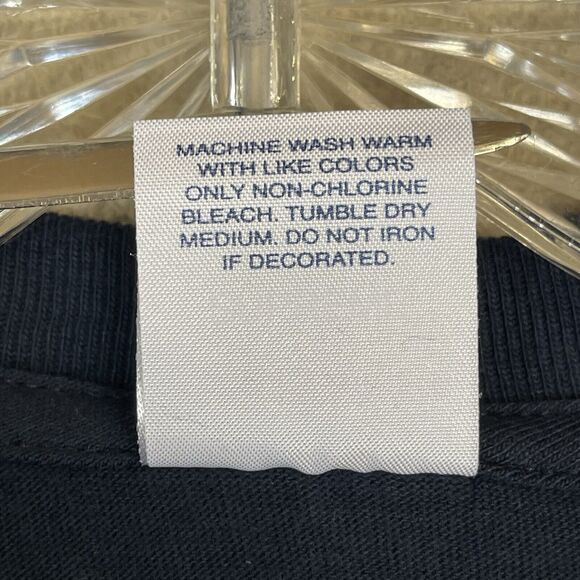 MACHINE WASH WARM
WITH LIKE COLORS
ONLY NON-CHLORINE
BLEACH. TUMBLE DRY
MEDIUM. DO NOT IRON
IF DECORATED.